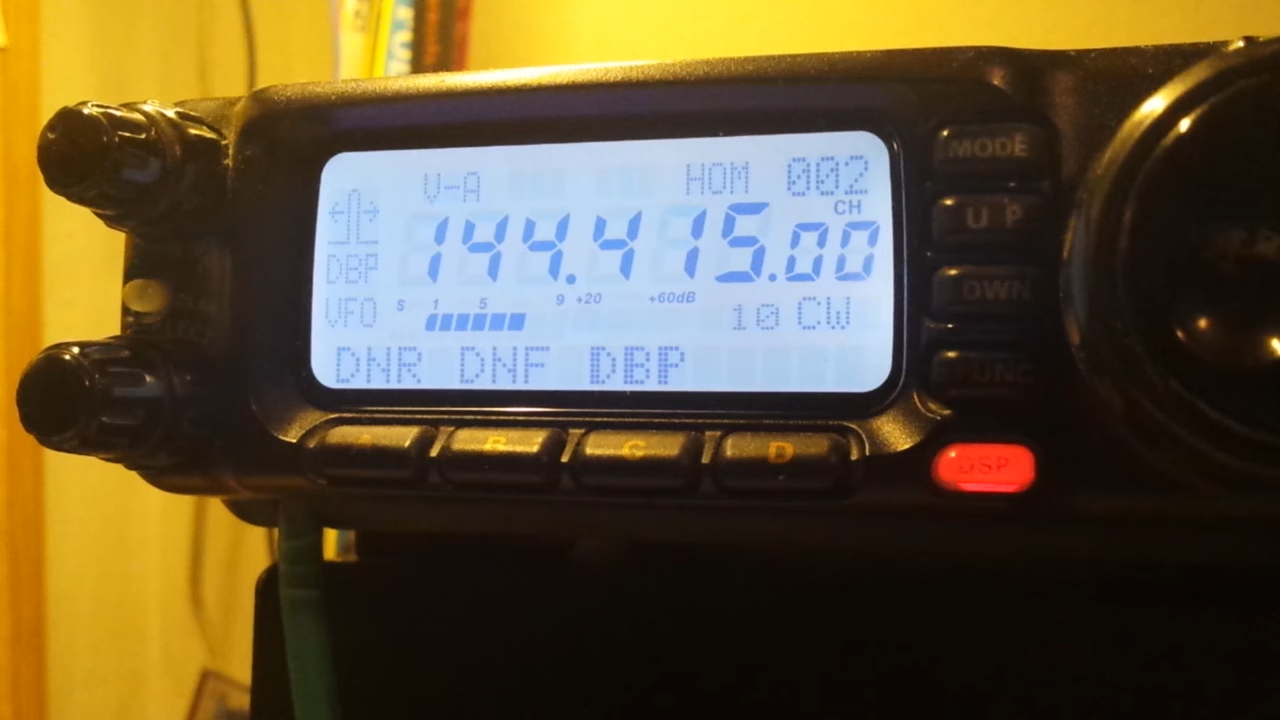 V-A HOM 002
CH
144.415.00
DBP
VFO S 1 5 9 +20 +60dB
10 CW
DNR DNF DBP
MODE
UP
DWN
FUNC
A B C D
DSP